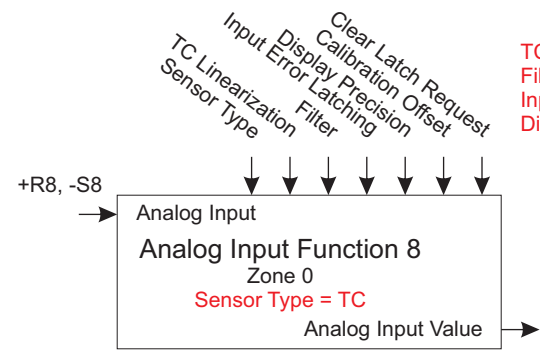 Sensor Type
TC Linearization
Filter
Input Error Latching
Display Precision
Calibration Offset
Clear Latch Request
+R8, -S8
Analog Input
Analog Input Function 8
Zone 0
Sensor Type = TC
Analog Input Value